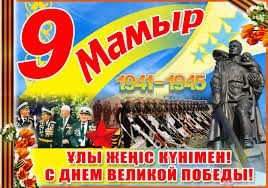 9 Мамыр
1941-1945
ҰЛЫ ЖЕҢІС КҮНІМЕН!
С ДНЕМ ВЕЛИКОЙ ПОБЕДЫ!